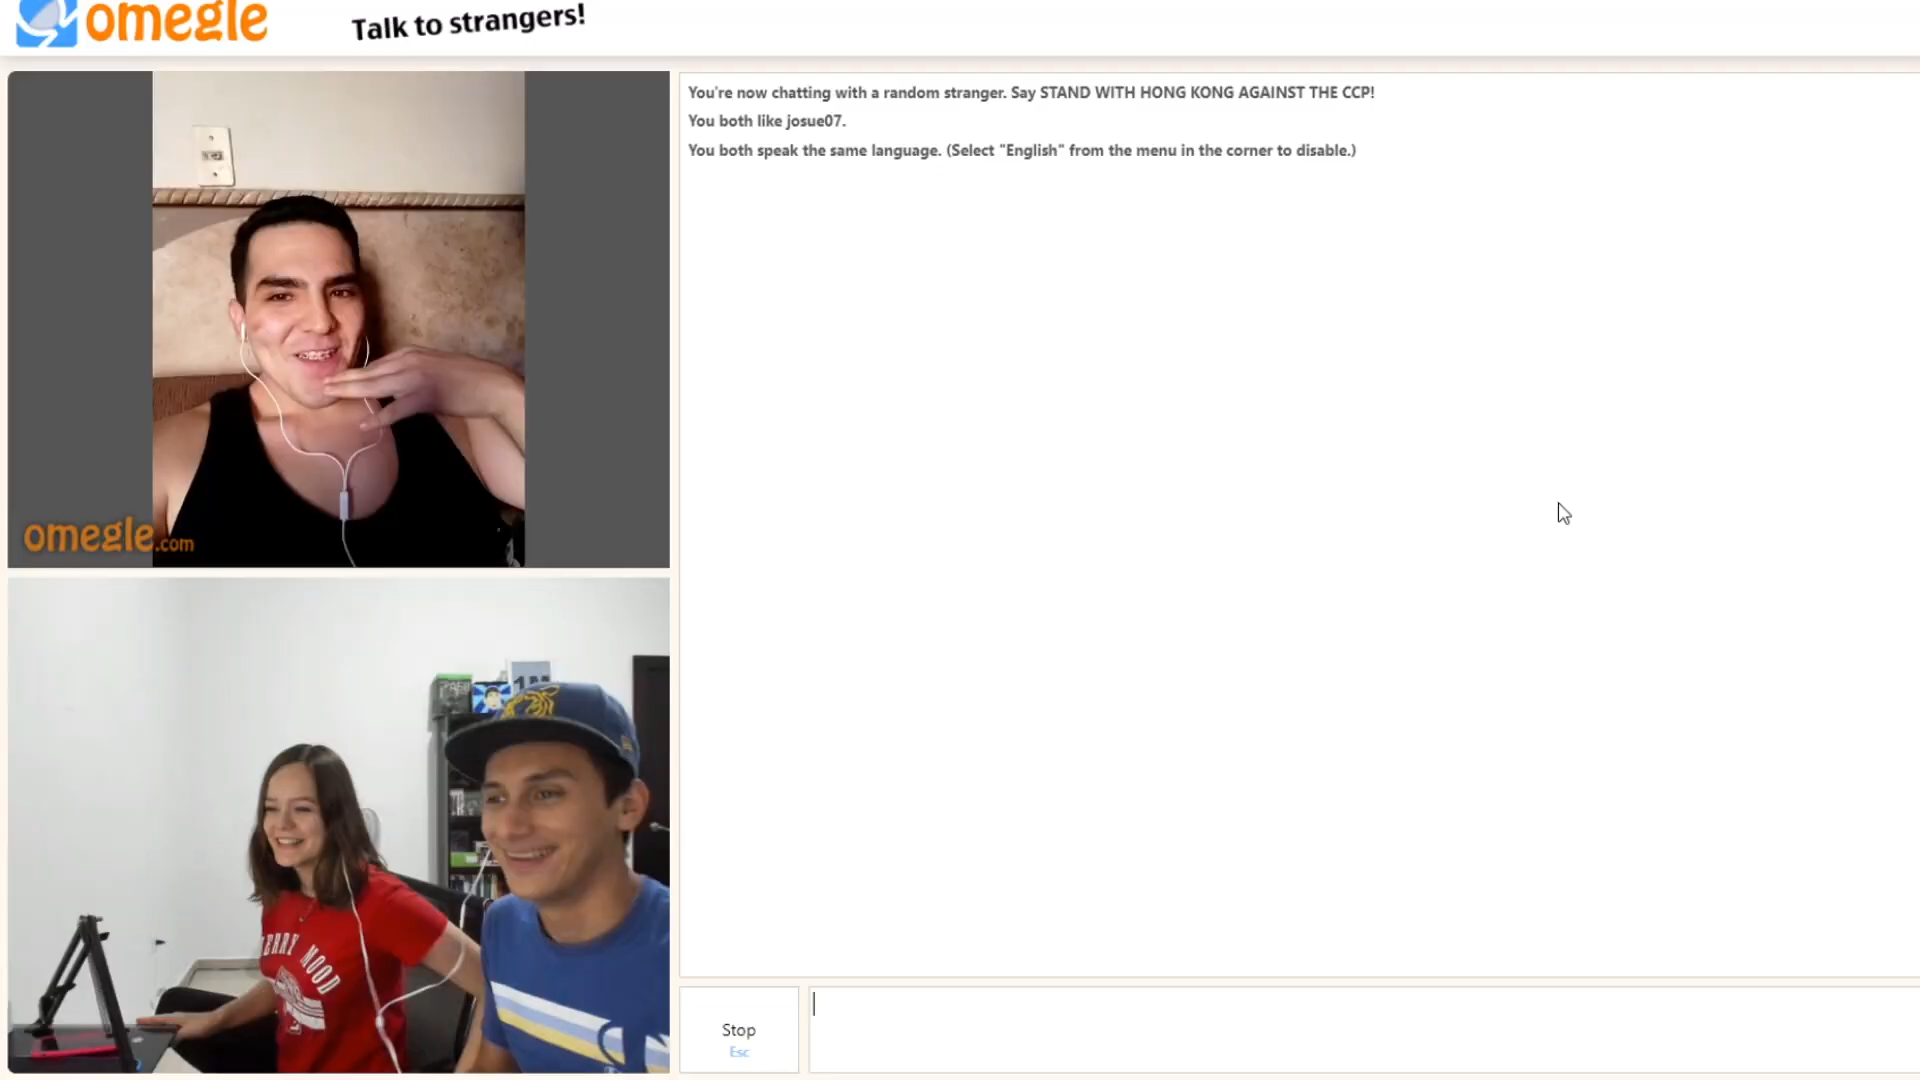 omegle
Talk to strangers!
You're now chatting with a random stranger. Say STAND WITH HONG KONG AGAINST THE CCP!
You both like josue07.
You both speak the same language. (Select "English" from the menu in the corner to disable.)
omegle.com
1M
MOOD
Stop
Esc